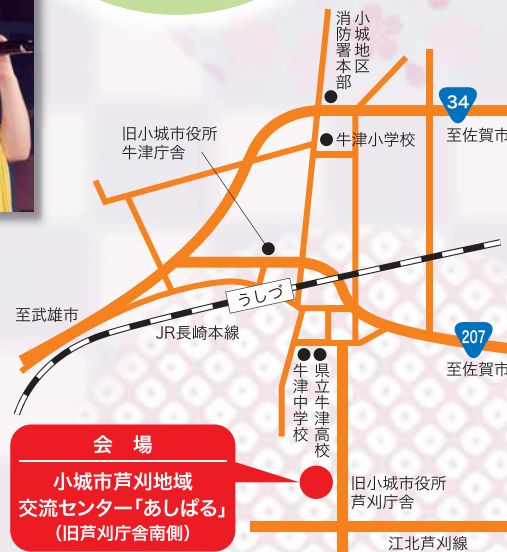 小城地区
消防署本部
34
至佐賀市
牛津小学校
旧小城市役所
牛津庁舎
うしづ
至武雄市
JR長崎本線
207
至佐賀市
県立牛津高校
牛津中学校
会 場
小城市芦刈地域
交流センター「あしぱる」
(旧芦刈庁舎南側)
旧小城市役所
芦刈庁舎
江北芦刈線